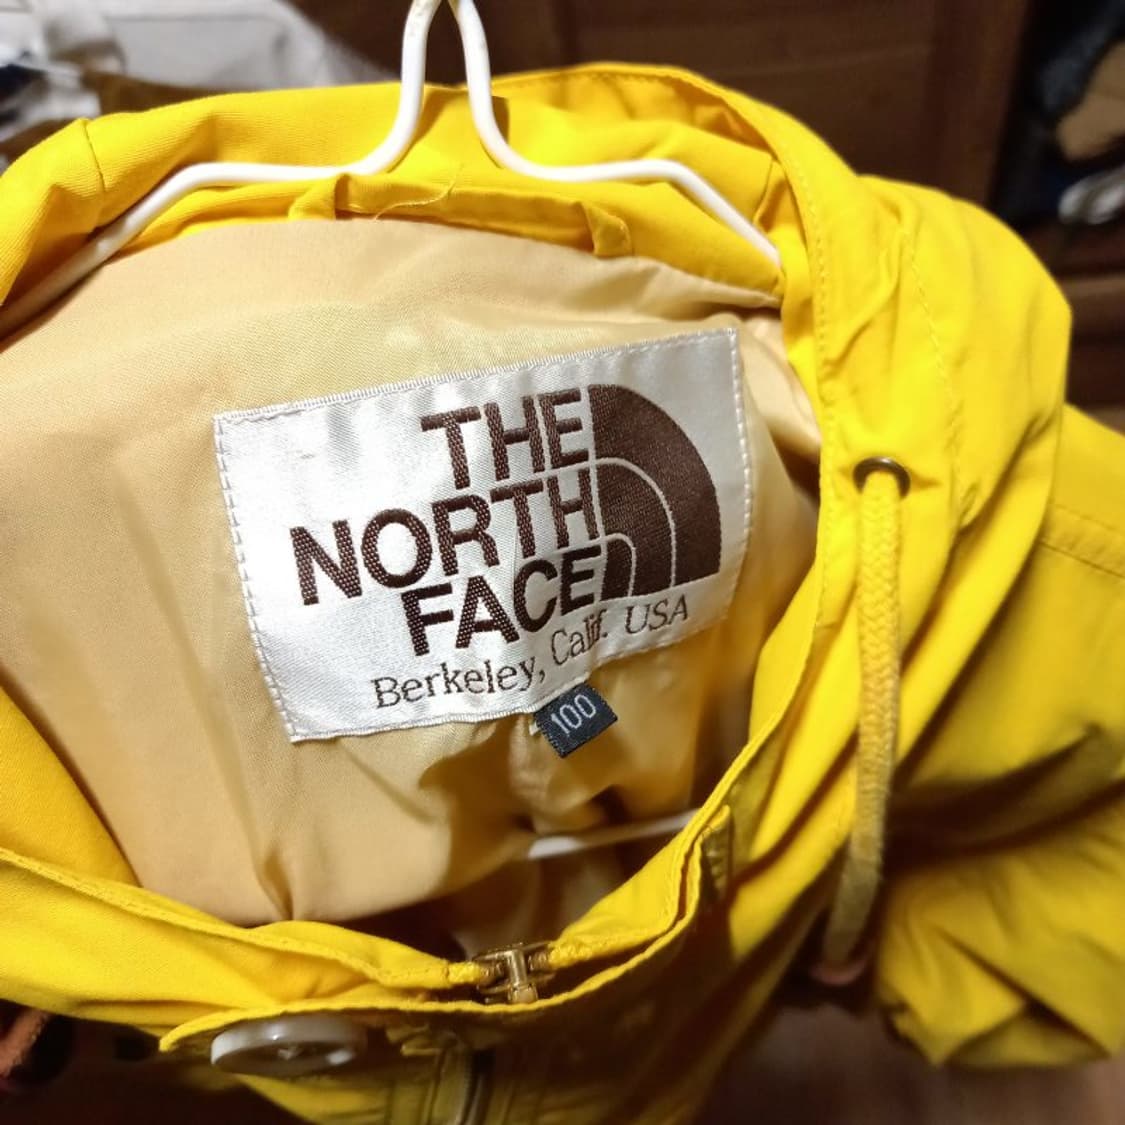 THE
NORTH
FACE
Berkeley, Calif. USA
100